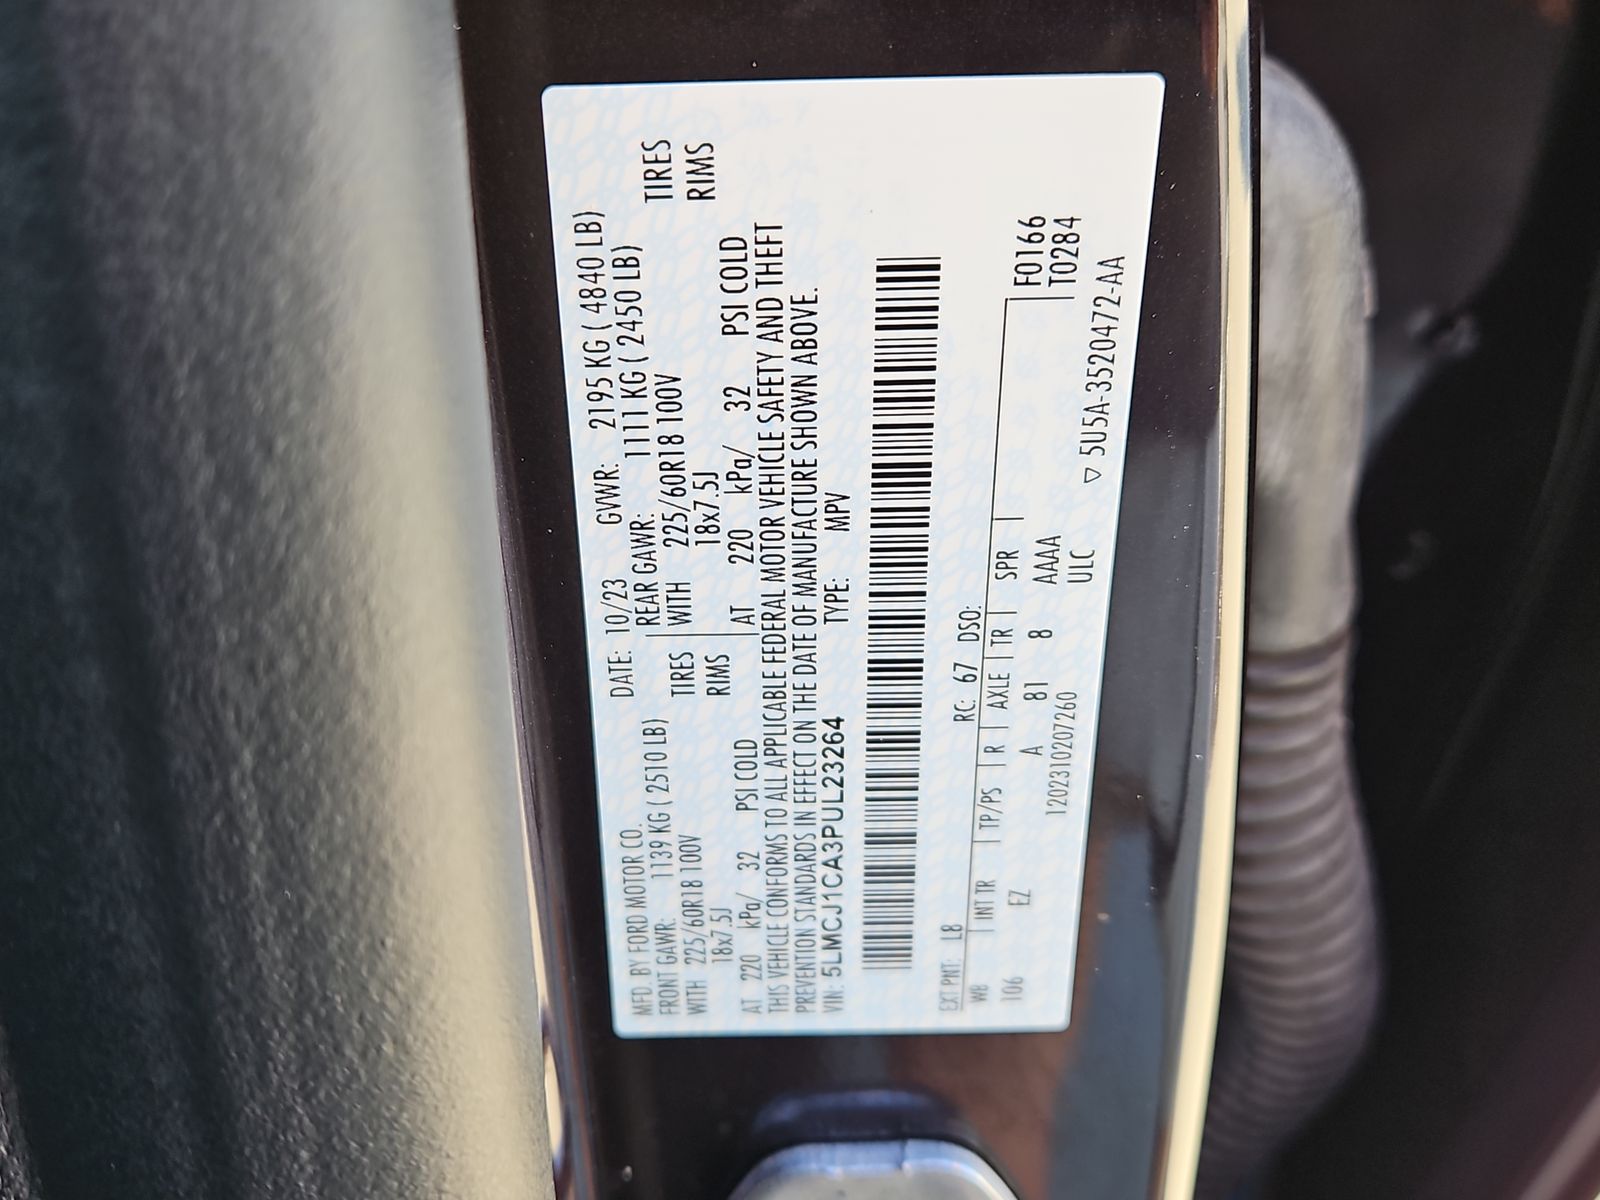 MFD. BY FORD MOTOR CO.
DATE: 10/23 GVWR: 2195 KG ( 4840 LB)
FRONT GAWR: 1139 KG ( 2510 LB)
REAR GAWR: 1111 KG ( 2450 LB)
WITH 225/60R18 100V TIRES
WITH 225/60R18 100V TIRES
18x7.5J RIMS
18x7.5J RIMS
AT 220 kPa/ 32 PSI COLD
AT 220 kPa/ 32 PSI COLD
THIS VEHICLE CONFORMS TO ALL APPLICABLE FEDERAL MOTOR VEHICLE SAFETY AND THEFT
PREVENTION STANDARDS IN EFFECT ON THE DATE OF MANUFACTURE SHOWN ABOVE.
VIN: 5LMCJ1CA3PUL23264 TYPE: MPV
EXT PNT: L8 RC: 67 DSO:
F0166
T0284
WB INT TR TP/PS R AXLE TR SPR
106 EZ A 81 8 AAAA
ULC
1202310207260
▽ 5U5A-3520472-AA